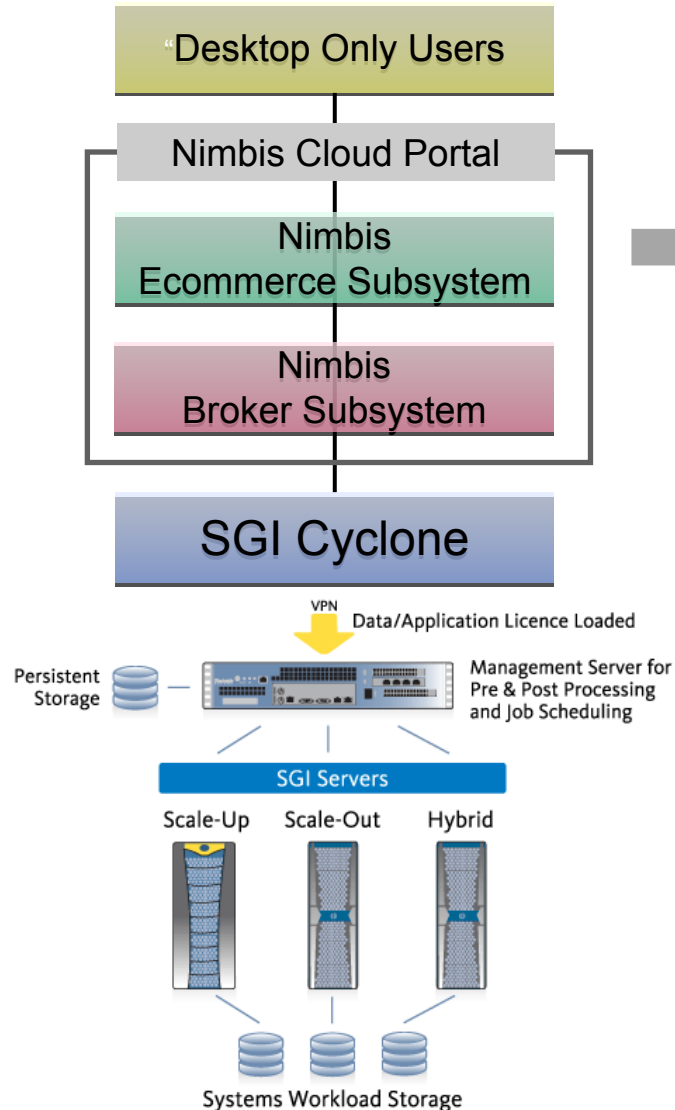 “Desktop Only Users
Nimbis Cloud Portal
Nimbis
Ecommerce Subsystem
Nimbis
Broker Subsystem
SGI Cyclone
VPN
Data/Application Licence Loaded
Persistent
Storage
Management Server for
Pre & Post Processing
and Job Scheduling
SGI Servers
Scale-Up
Scale-Out
Hybrid
Systems Workload Storage